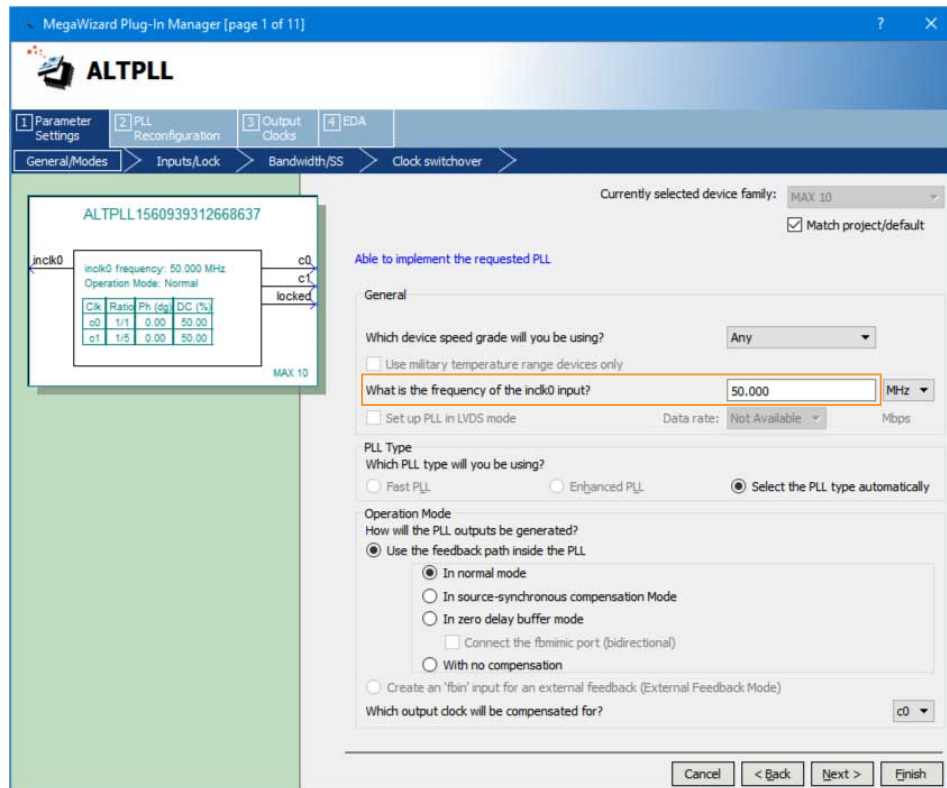 MegaWizard Plug-In Manager [page 1 of 11]
? ×
ALTPLL
1 Parameter Settings
2 PLL Reconfiguration
3 Output Clocks
4 EDA
General/Modes
Inputs/Lock
Bandwidth/SS
Clock switchover
ALTPLL1560939312668637
inclk0
inclk0 frequency: 50.000 MHz
Operation Mode: Normal
Clk Ratio Ph (dg) DC (%)
c0 1/1 0.00 50.00
c1 1/5 0.00 50.00
c0
c1
locked
MAX 10
Currently selected device family: MAX 10
Match project/default
Able to implement the requested PLL
General
Which device speed grade will you be using? Any
Use military temperature range devices only
What is the frequency of the inclk0 input? 50.000 MHz
Set up PLL in LVDS mode Data rate: Not Available Mbps
PLL Type
Which PLL type will you be using?
Fast PLL Enhanced PLL Select the PLL type automatically
Operation Mode
How will the PLL outputs be generated?
Use the feedback path inside the PLL
In normal mode
In source-synchronous compensation Mode
In zero delay buffer mode
Connect the fbmimic port (bidirectional)
With no compensation
Create an 'fbin' input for an external feedback (External Feedback Mode)
Which output clock will be compensated for? c0
Cancel < Back Next > Finish